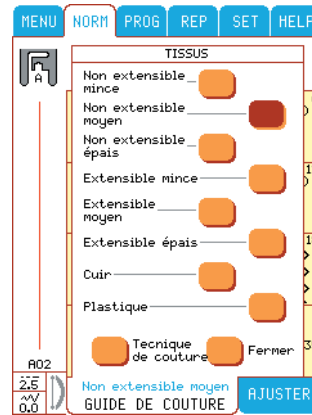 MENU NORM PROG REP SET HELP
TISSUS
A
Non extensible
mince
Non extensible
moyen
Non extensible
épais
Extensible mince
Extensible
moyen
Extensible épais
Cuir
Plastique
Tecnique
de couture
Fermer
A02
2.5
0.0
Non extensible moyen
GUIDE DE COUTURE
AJUSTER